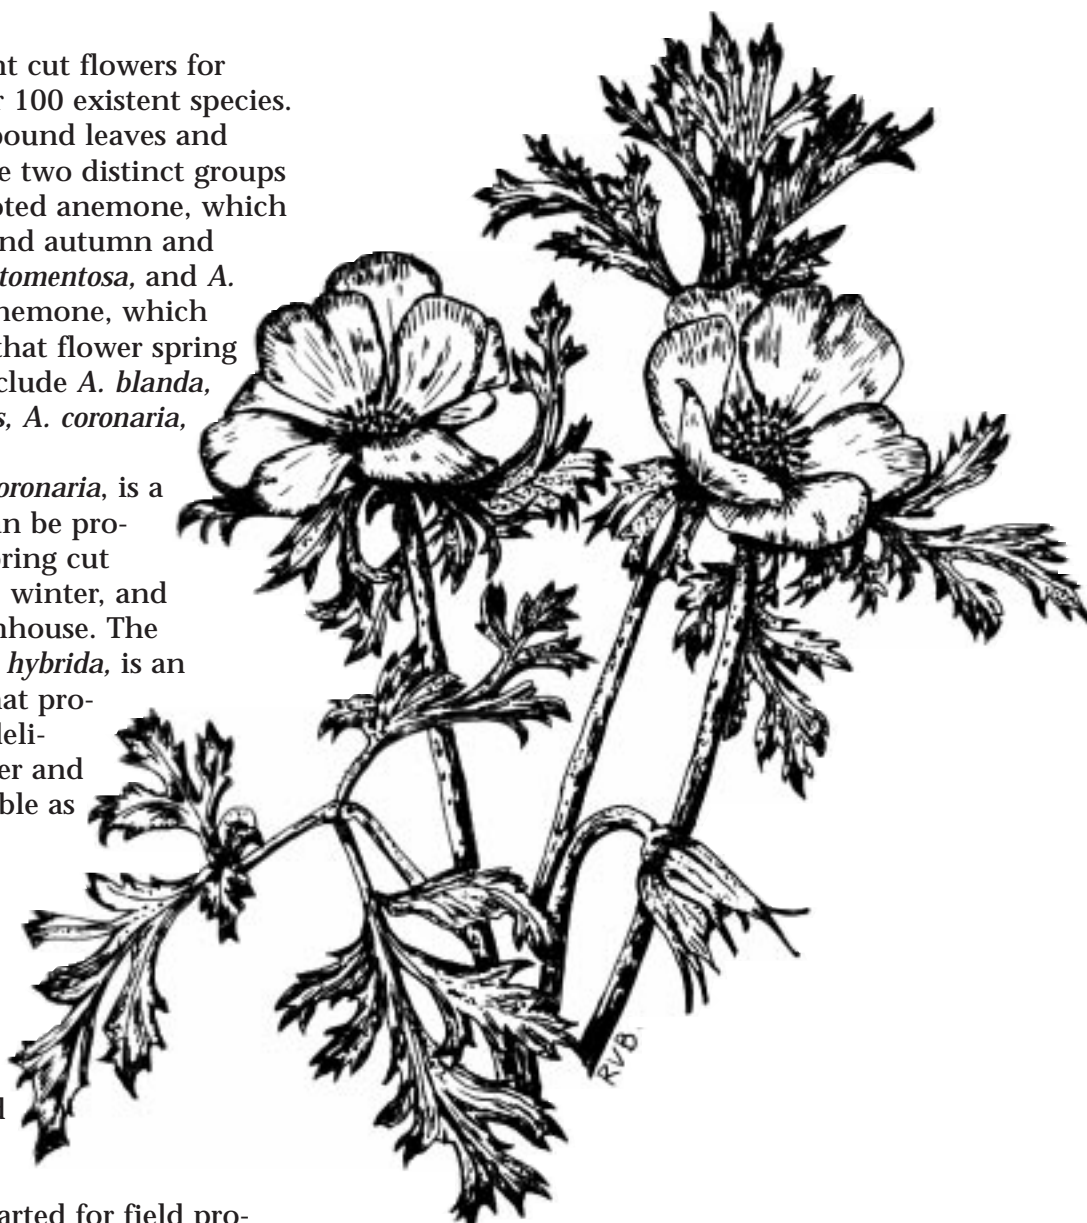 nt cut flowers for
r 100 existent species.
ound leaves and
e two distinct groups
oted anemone, which
nd autumn and
tomentosa, and A.
nemone, which
that flower spring
clude A. blanda,
s, A. coronaria,
oronaria, is a
n be pro-
ring cut
winter, and
nhouse. The
hybrida, is an
at pro-
deli-
er and
ble as
RVB.
arted for field pro-